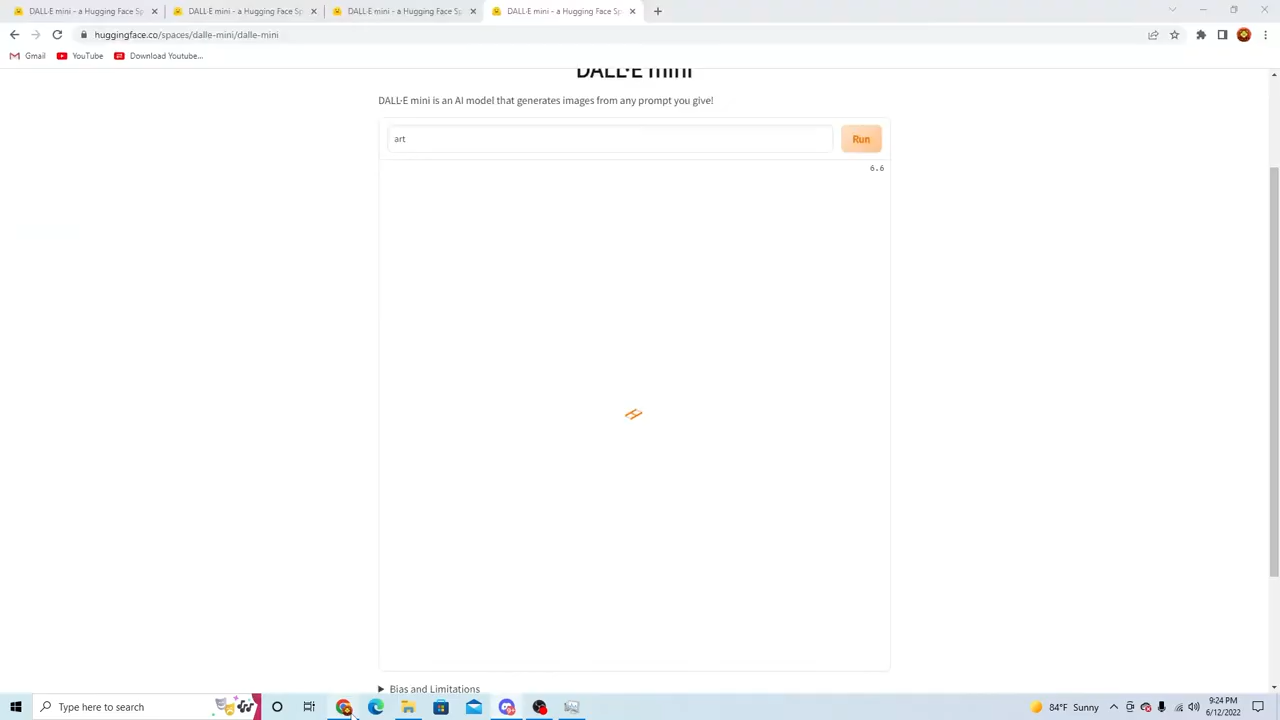 DALL·E mini - a Hugging Face Sp
DALL·E mini - a Hugging Face Sp
DALL·E mini - a Hugging Face Sp
DALL·E mini - a Hugging Face Sp
huggingface.co/spaces/dalle-mini/dalle-mini
Gmail
YouTube
Download Youtube...
DALL·E mini
DALL·E mini is an AI model that generates images from any prompt you give!
art
Run
6.6
Bias and Limitations
Type here to search
84°F Sunny
9:24 PM
6/12/2022